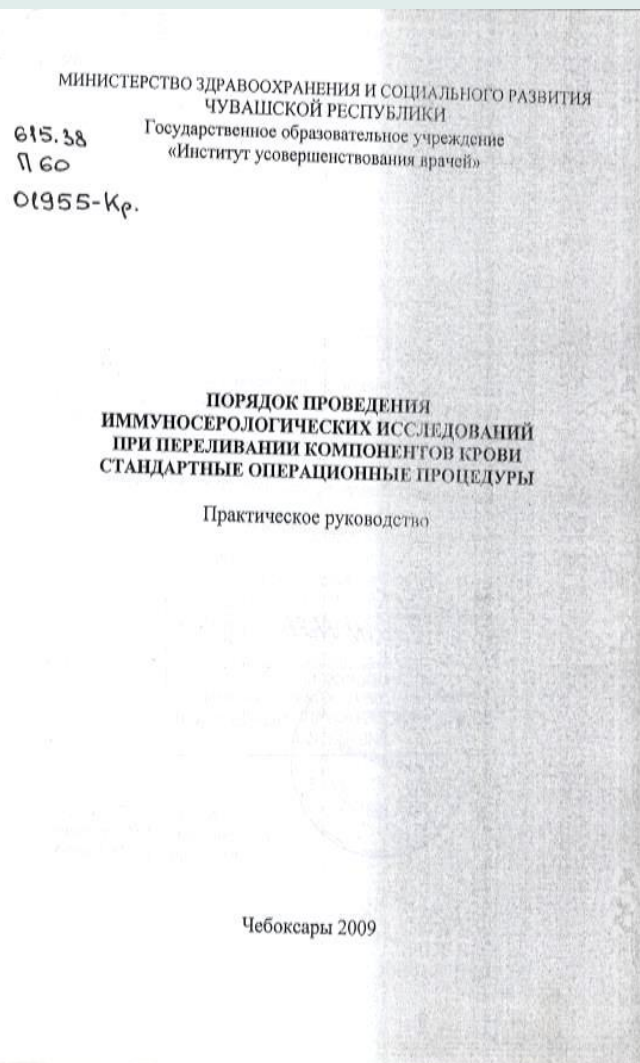 МИНИСТЕРСТВО ЗДРАВООХРАНЕНИЯ И СОЦИАЛЬНОГО РАЗВИТИЯ
ЧУВАШСКОЙ РЕСПУБЛИКИ
Государственное образовательное учреждение
«Институт усовершенствования врачей»
615.38
П 60
01955-Кр.
ПОРЯДОК ПРОВЕДЕНИЯ
ИММУНОСЕРОЛОГИЧЕСКИХ ИССЛЕДОВАНИЙ
ПРИ ПЕРЕЛИВАНИИ КОМПОНЕНТОВ КРОВИ
СТАНДАРТНЫЕ ОПЕРАЦИОННЫЕ ПРОЦЕДУРЫ
Практическое руководство
Чебоксары 2009